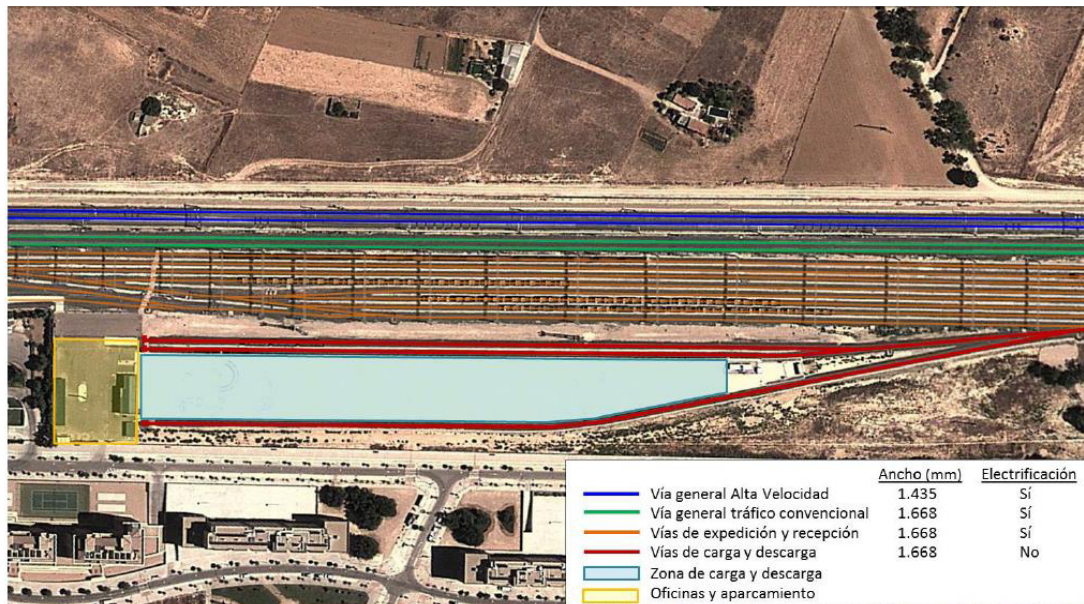 Ancho (mm) Electrificación
Vía general Alta Velocidad 1.435 Sí
Vía general tráfico convencional 1.668 Sí
Vías de expedición y recepción 1.668 Sí
Vías de carga y descarga 1.668 No
Zona de carga y descarga
Oficinas y aparcamiento